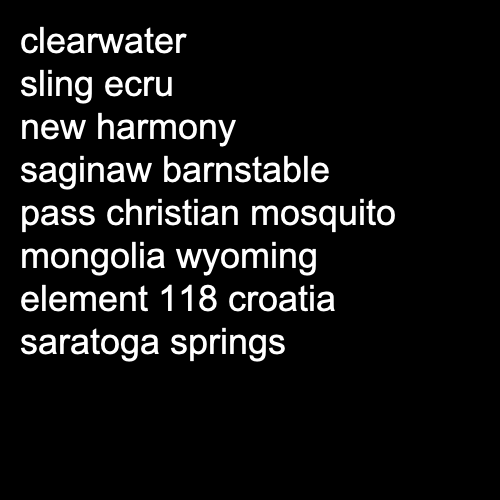 clearwater
sling ecru
new harmony
saginaw barnstable
pass christian mosquito
mongolia wyoming
element 118 croatia
saratoga springs